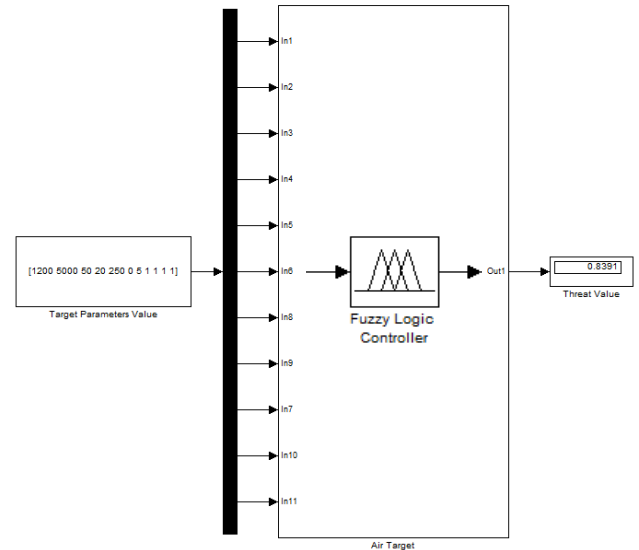 In1
In2
In3
In4
In5
[1200 5000 50 20 250 0 5 1 1 1 1]
In6
Out1
0.8391
Target Parameters Value
Threat Value
Fuzzy Logic
Controller
In8
In9
In7
In10
In11
Air Target